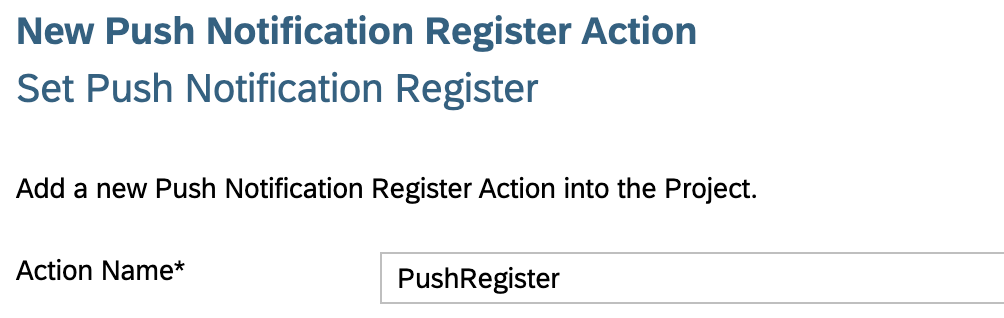 New Push Notification Register Action
Set Push Notification Register
Add a new Push Notification Register Action into the Project.
Action Name*
PushRegister